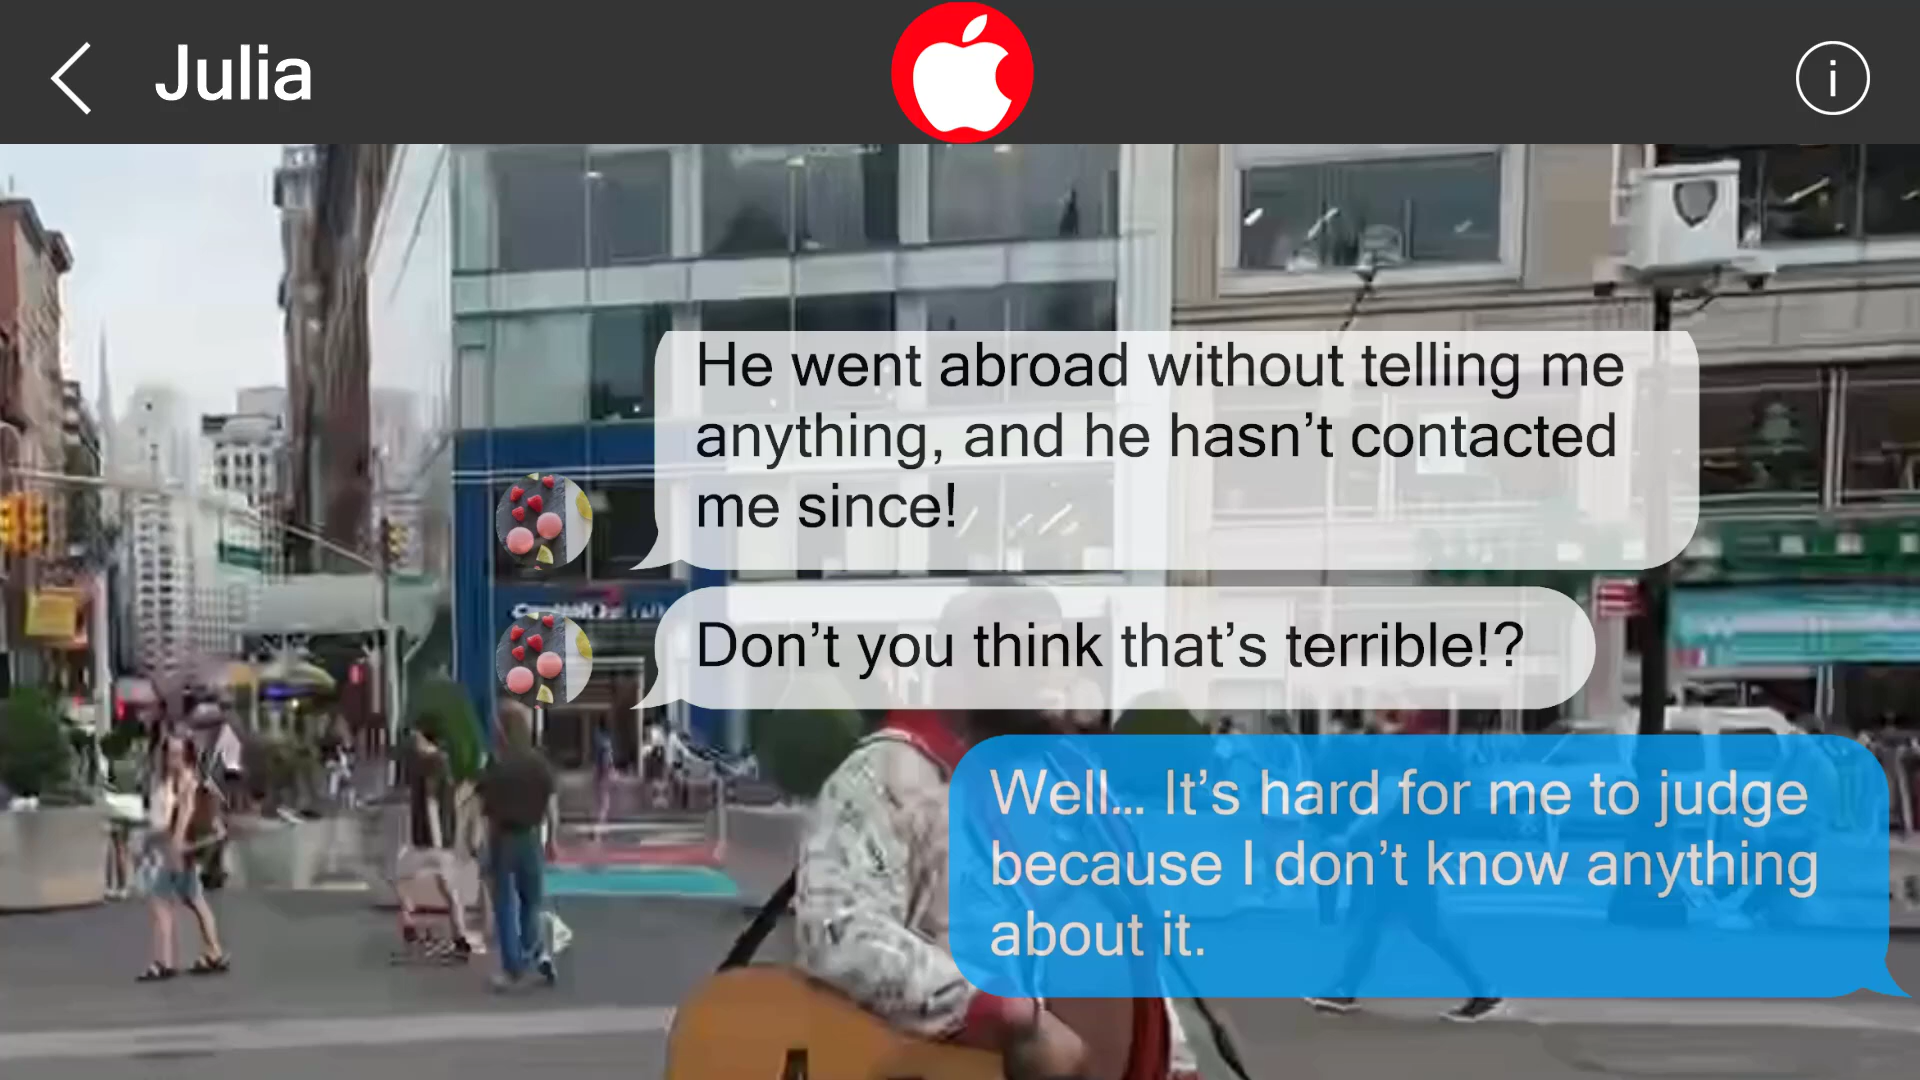 Julia
He went abroad without telling me
anything, and he hasn’t contacted
me since!
Don’t you think that’s terrible!?
Well... It’s hard for me to judge
because I don’t know anything
about it.